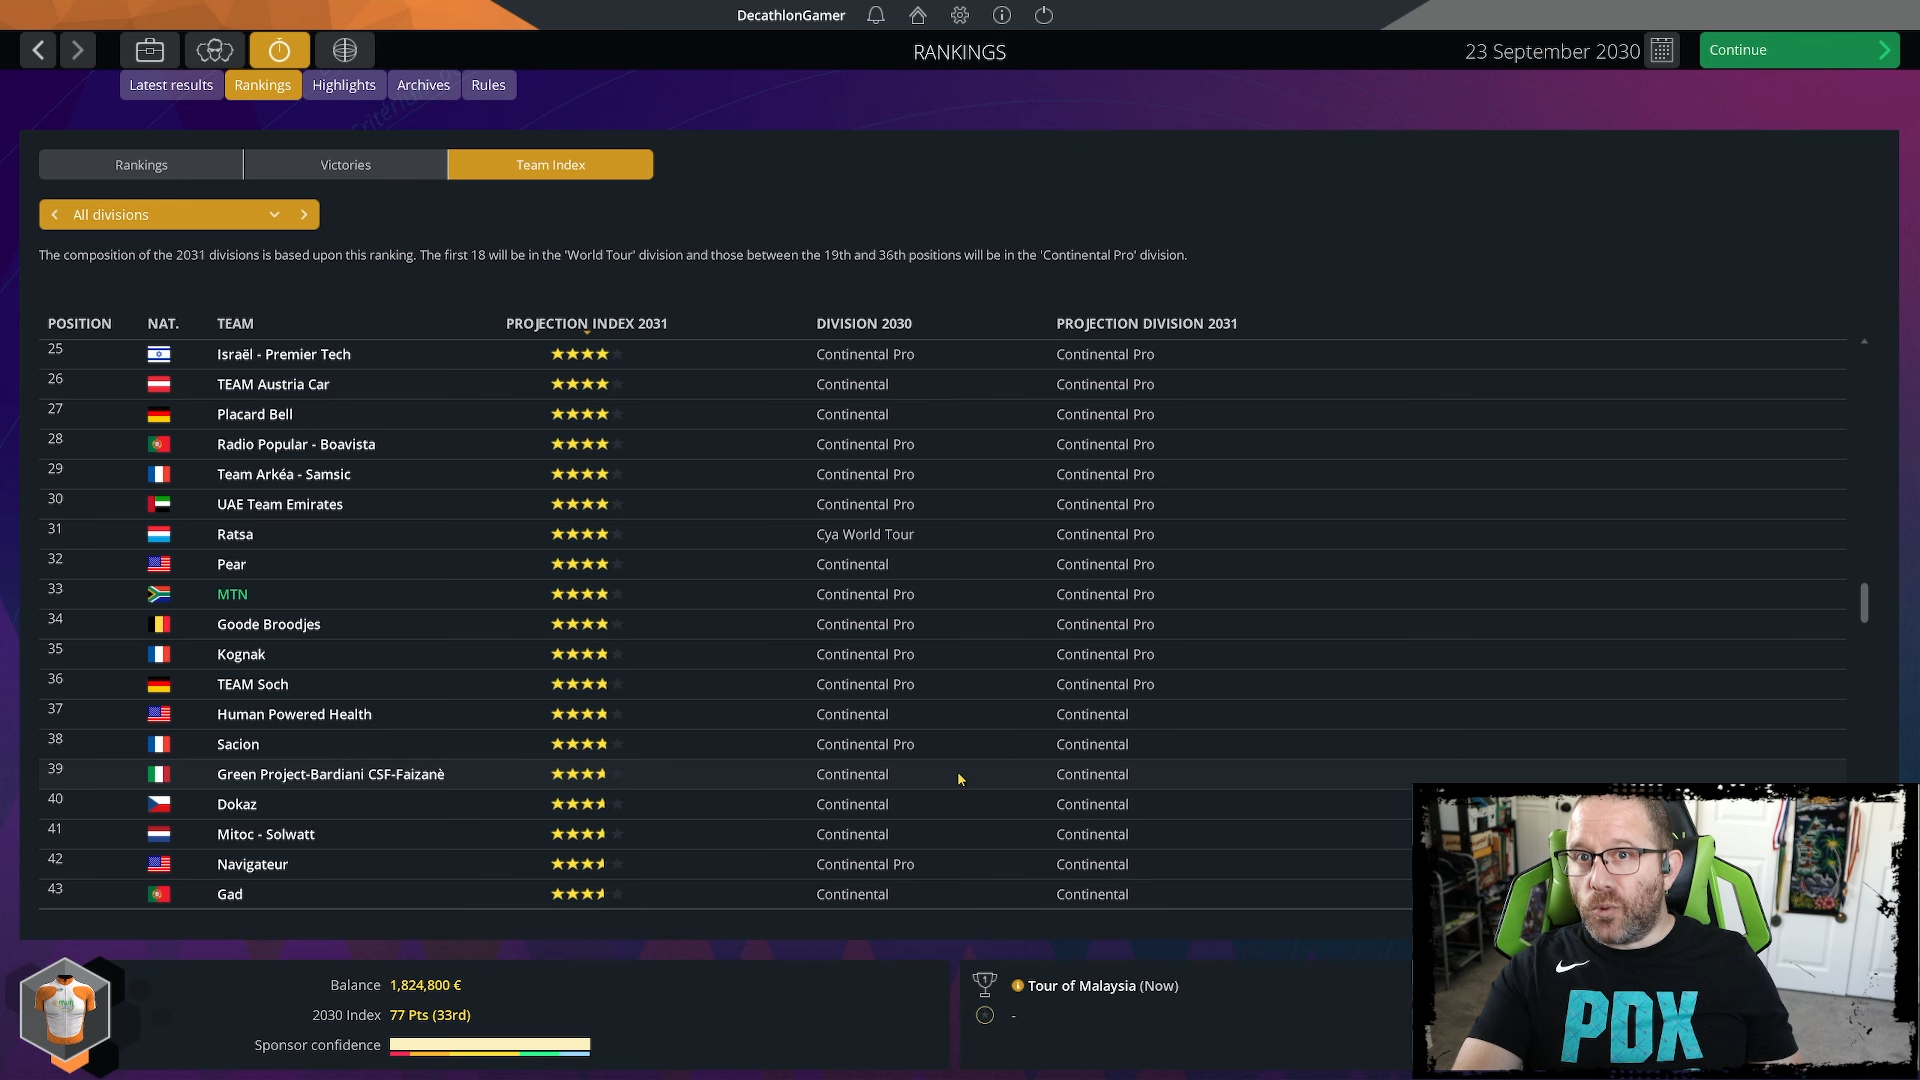 DecathlonGamer
RANKINGS
23 September 2030
Continue
Latest results
Rankings
Highlights
Archives
Rules
Rankings
Victories
Team Index
All divisions
The composition of the 2031 divisions is based upon this ranking. The first 18 will be in the 'World Tour' division and those between the 19th and 36th positions will be in the 'Continental Pro' division.
POSITION NAT. TEAM PROJECTION INDEX 2031 DIVISION 2030 PROJECTION DIVISION 2031
25 Israël - Premier Tech Continental Pro Continental Pro
26 TEAM Austria Car Continental Continental Pro
27 Placard Bell Continental Continental Pro
28 Radio Popular - Boavista Continental Pro Continental Pro
29 Team Arkéa - Samsic Continental Pro Continental Pro
30 UAE Team Emirates Continental Pro Continental Pro
31 Ratsa Cya World Tour Continental Pro
32 Pear Continental Continental Pro
33 MTN Continental Pro Continental Pro
34 Goode Broodjes Continental Pro Continental Pro
35 Kognak Continental Pro Continental Pro
36 TEAM Soch Continental Pro Continental Pro
37 Human Powered Health Continental Continental
38 Sacion Continental Pro Continental
39 Green Project-Bardiani CSF-Faizanè Continental Continental
40 Dokaz Continental Continental
41 Mitoc - Solwatt Continental Continental
42 Navigateur Continental Pro Continental
43 Gad Continental Continental
Balance 1,824,800 €
2030 Index 77 Pts (33rd)
Sponsor confidence
Tour of Malaysia (Now)
-
PDX